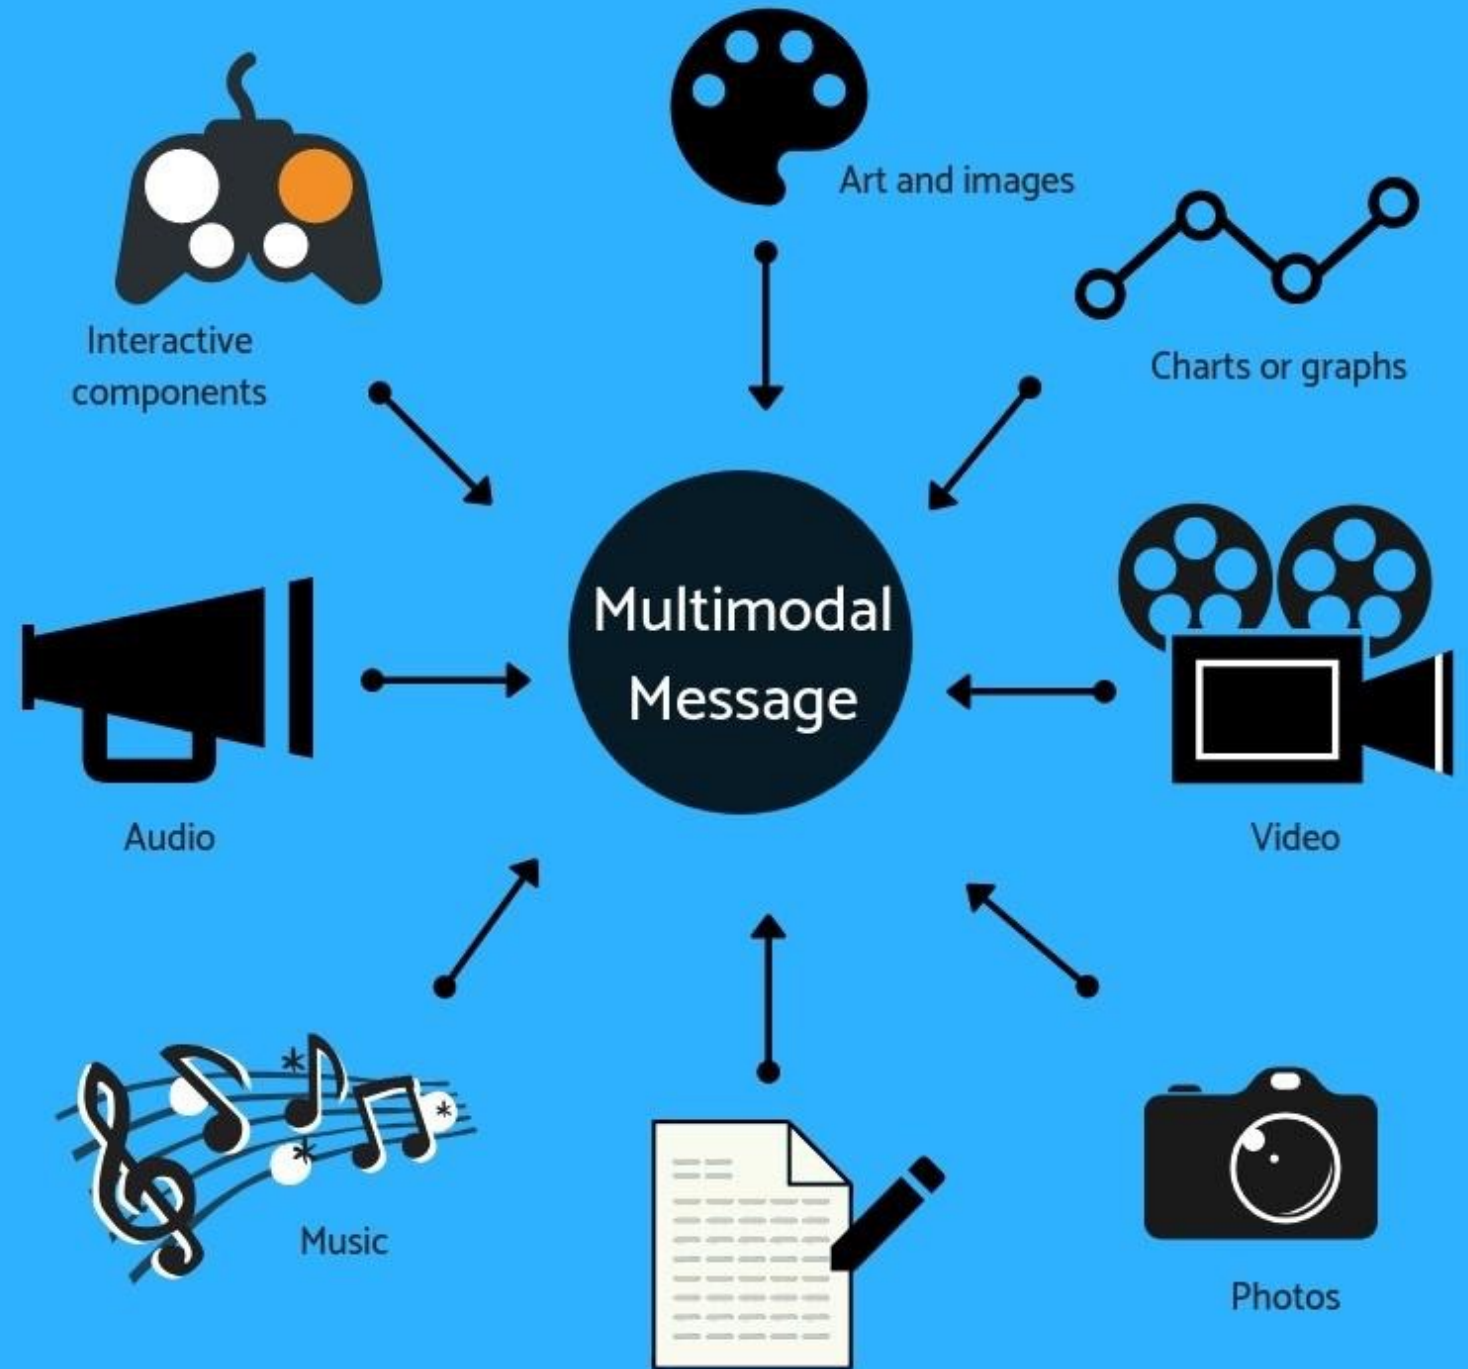 Art and images
Interactive
components
Charts or graphs
Multimodal
Message
Audio
Video
Music
Photos